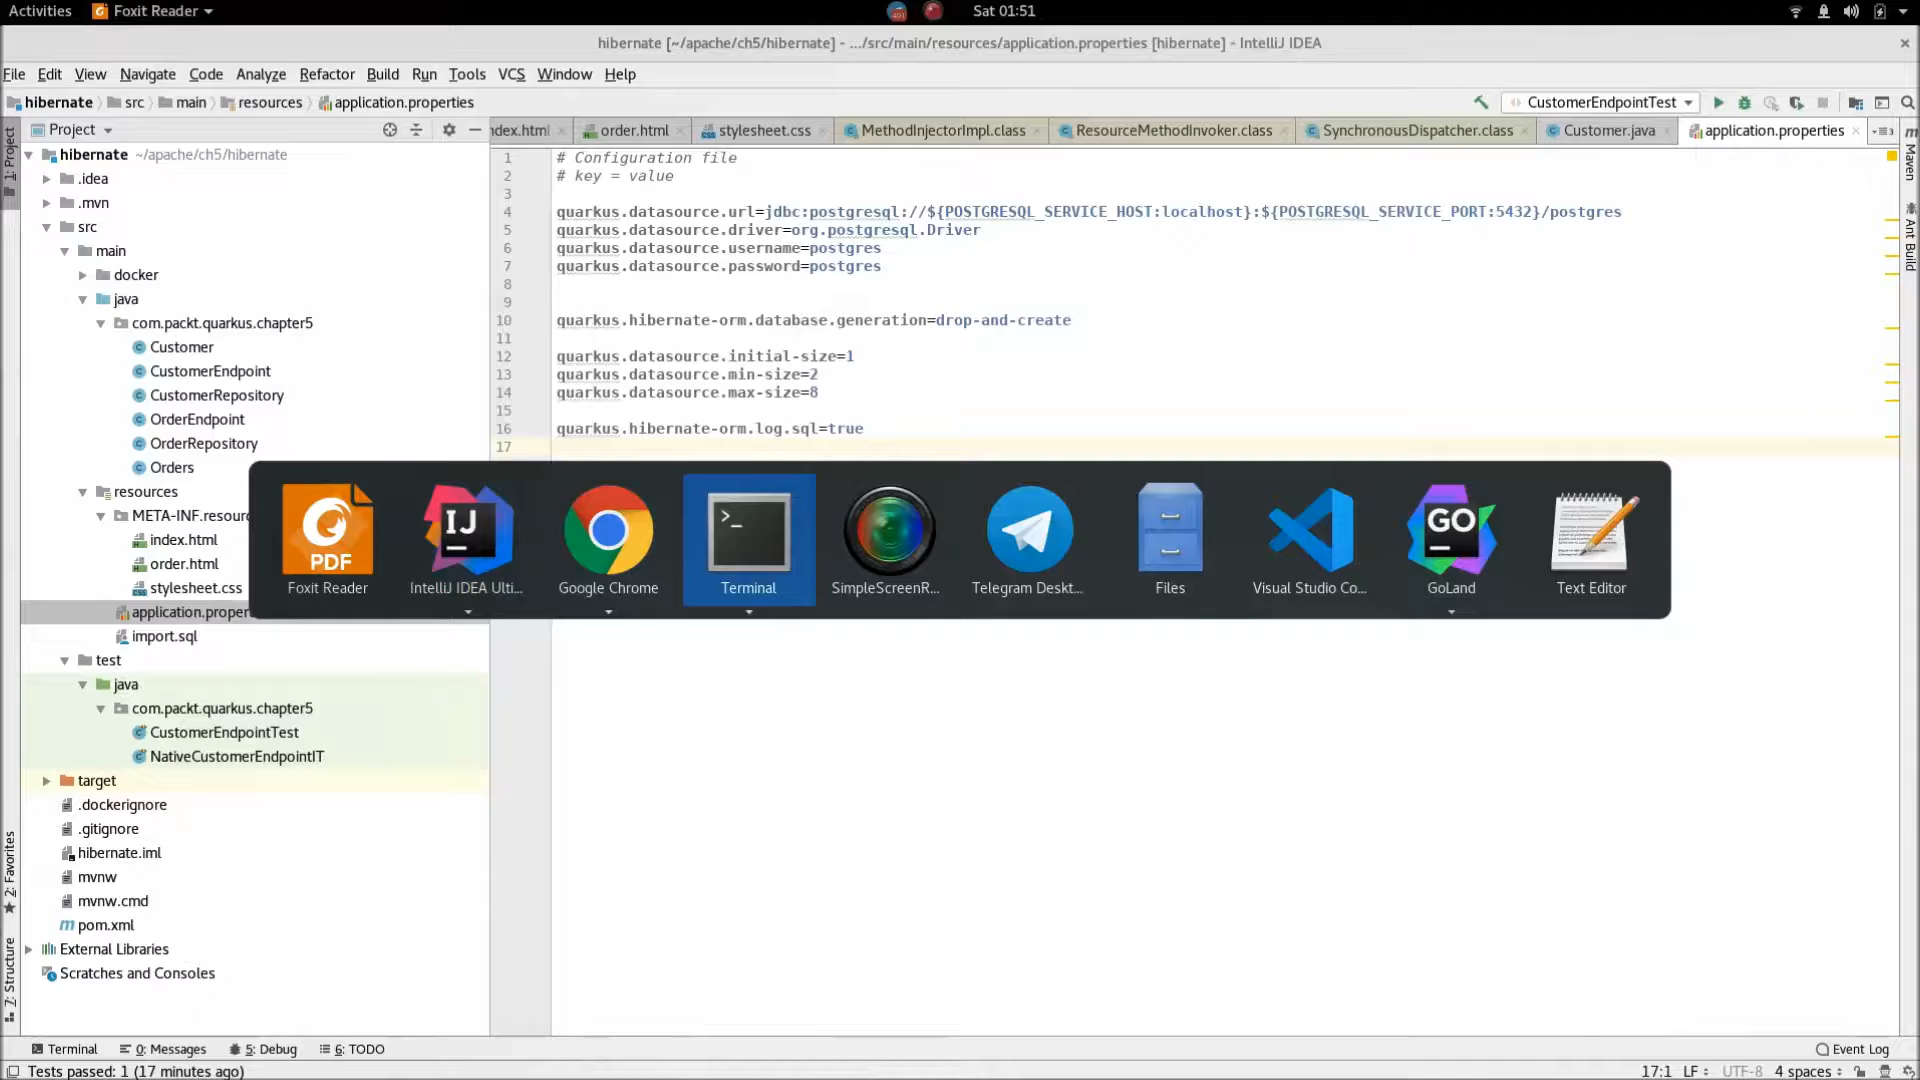 Activities Foxit Reader Sat 01:51
hibernate [~/apache/ch5/hibernate] - .../src/main/resources/application.properties [hibernate] - IntelliJ IDEA
File Edit View Navigate Code Analyze Refactor Build Run Tools VCS Window Help
hibernate src main resources application.properties CustomerEndpointTest
Project
ndex.html order.html stylesheet.css MethodInjectorImpl.class ResourceMethodInvoker.class SynchronousDispatcher.class Customer.java application.properties
1: Project
Maven
Ant Build
hibernate ~/apache/ch5/hibernate
.idea
.mvn
src
main
docker
java
com.packt.quarkus.chapter5
Customer
CustomerEndpoint
CustomerRepository
OrderEndpoint
OrderRepository
Orders
resources
META-INF.resourc
index.html
order.html
stylesheet.css
application.propert
import.sql
test
java
com.packt.quarkus.chapter5
CustomerEndpointTest
NativeCustomerEndpointIT
target
.dockerignore
.gitignore
hibernate.iml
mvnw
mvnw.cmd
pom.xml
External Libraries
Scratches and Consoles
2: Favorites
7: Structure
1 # Configuration file
2 # key = value
3
4 quarkus.datasource.url=jdbc:postgresql://${POSTGRESQL_SERVICE_HOST:localhost}:${POSTGRESQL_SERVICE_PORT:5432}/postgres
5 quarkus.datasource.driver=org.postgresql.Driver
6 quarkus.datasource.username=postgres
7 quarkus.datasource.password=postgres
8
9
10 quarkus.hibernate-orm.database.generation=drop-and-create
11
12 quarkus.datasource.initial-size=1
13 quarkus.datasource.min-size=2
14 quarkus.datasource.max-size=8
15
16 quarkus.hibernate-orm.log.sql=true
17
PDF IJ >_ GO
Foxit Reader IntelliJ IDEA Ulti... Google Chrome Terminal SimpleScreenR... Telegram Deskt... Files Visual Studio Co... GoLand Text Editor
Terminal 0: Messages 5: Debug 6: TODO Event Log
Tests passed: 1 (17 minutes ago) 17:1 LF UTF-8 4 spaces